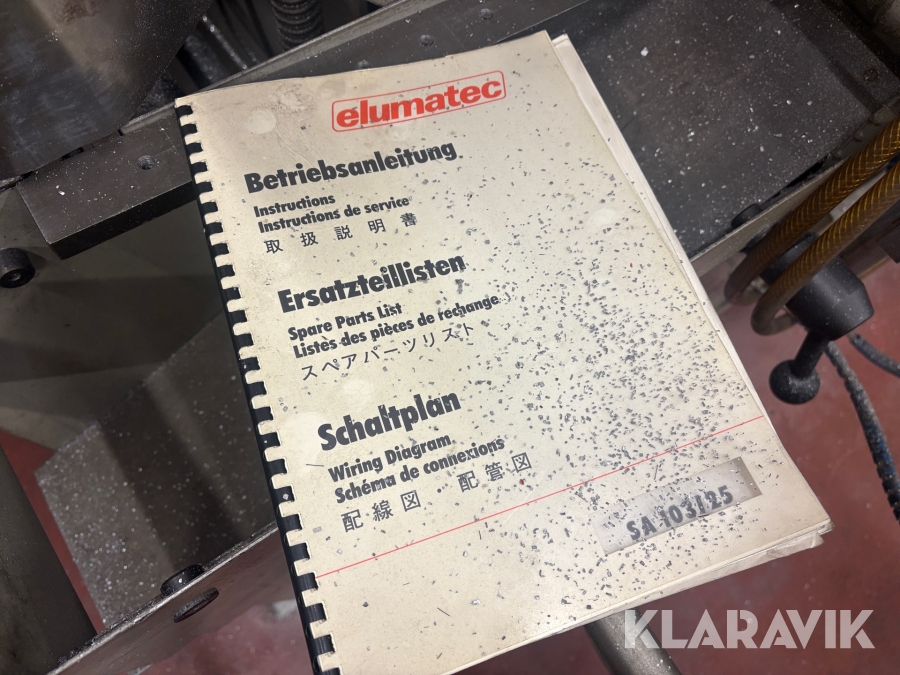 elumatec
Betriebsanleitung
Instructions
Instructions de service
取扱説明書
Ersatzteillisten
Spare Parts List
Listes des pièces de rechange
スペアパーツリスト
Schaltplan
Wiring Diagram
Schéma de connexions
配線図・配管図
SA 103125
KLARAVIK